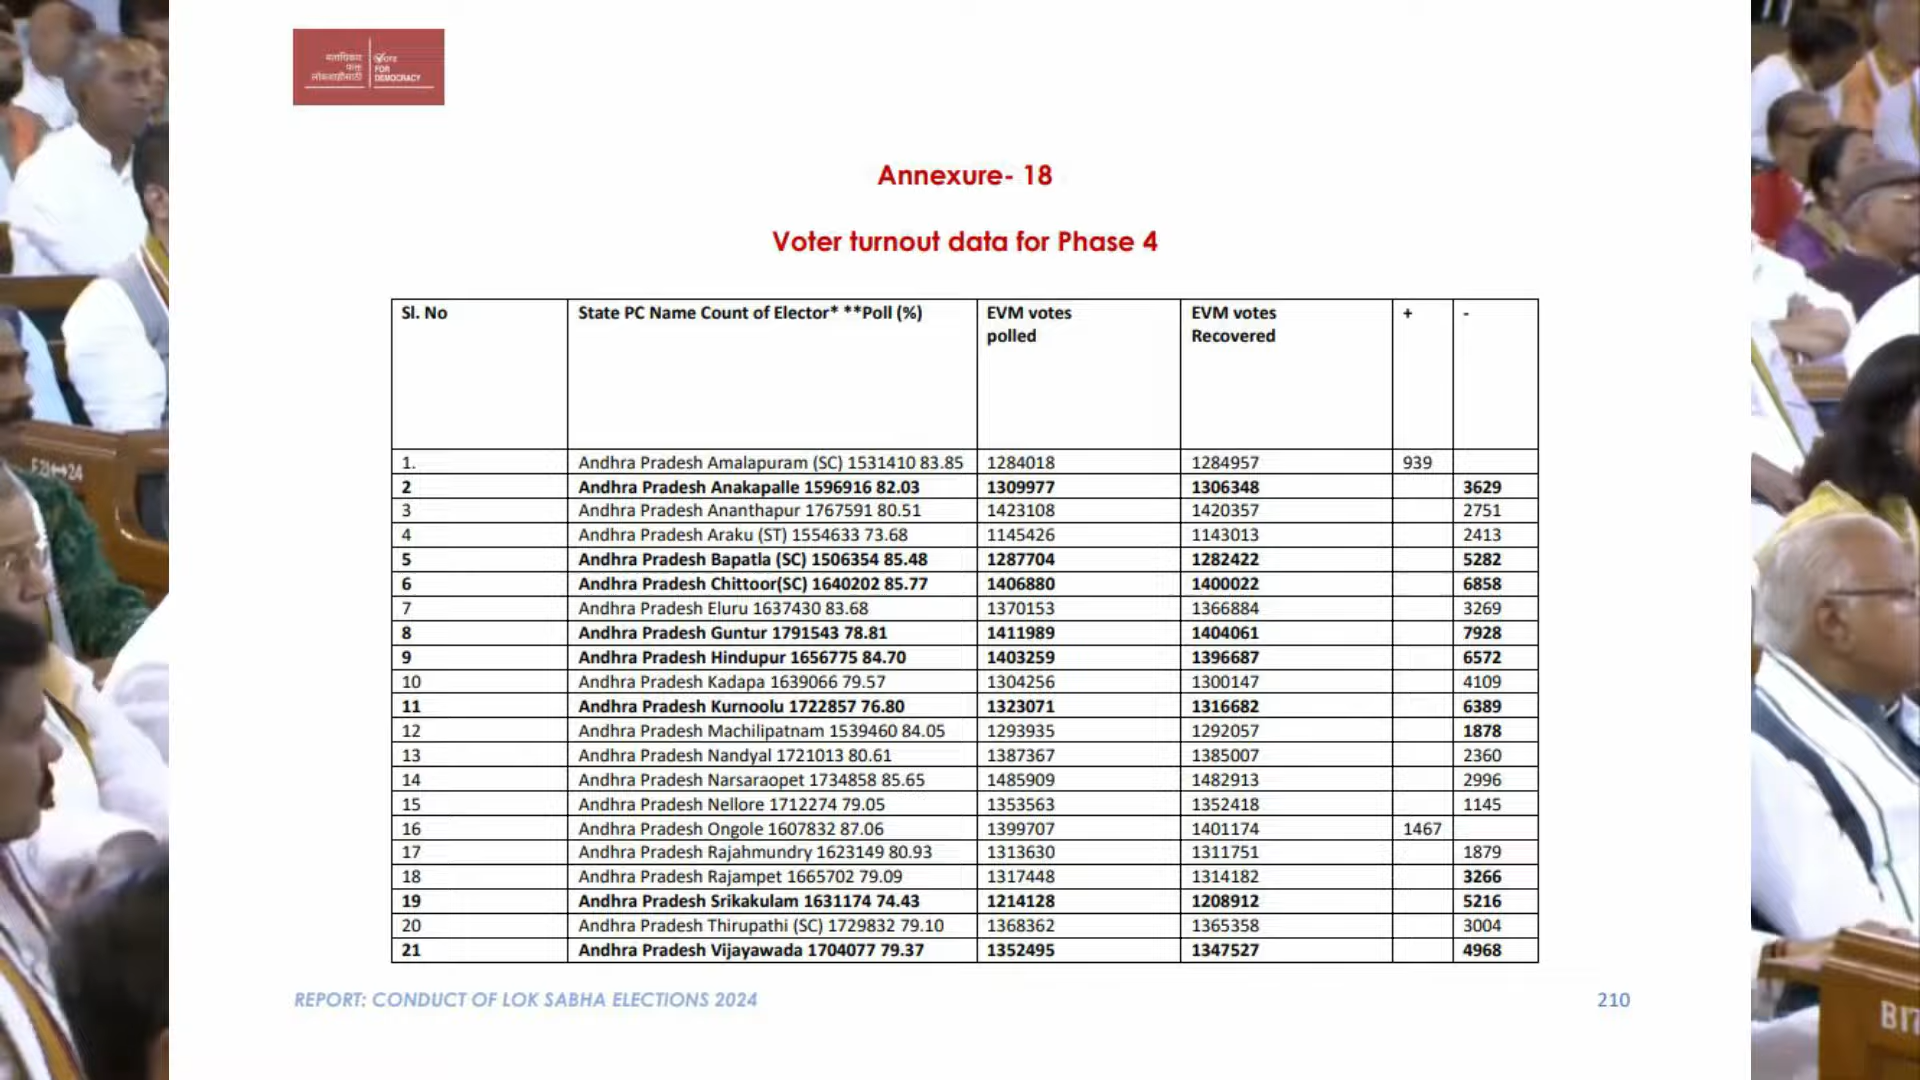 मताधिकार
Vote
फक्त
FOR
लोकशाहीसाठी
DEMOCRACY
Annexure- 18
Voter turnout data for Phase 4
Sl. No State PC Name Count of Elector* **Poll (%) EVM votes polled EVM votes Recovered + -
1. Andhra Pradesh Amalapuram (SC) 1531410 83.85 1284018 1284957 939
2 Andhra Pradesh Anakapalle 1596916 82.03 1309977 1306348 3629
3 Andhra Pradesh Ananthapur 1767591 80.51 1423108 1420357 2751
4 Andhra Pradesh Araku (ST) 1554633 73.68 1145426 1143013 2413
5 Andhra Pradesh Bapatla (SC) 1506354 85.48 1287704 1282422 5282
6 Andhra Pradesh Chittoor(SC) 1640202 85.77 1406880 1400022 6858
7 Andhra Pradesh Eluru 1637430 83.68 1370153 1366884 3269
8 Andhra Pradesh Guntur 1791543 78.81 1411989 1404061 7928
9 Andhra Pradesh Hindupur 1656775 84.70 1403259 1396687 6572
10 Andhra Pradesh Kadapa 1639066 79.57 1304256 1300147 4109
11 Andhra Pradesh Kurnoolu 1722857 76.80 1323071 1316682 6389
12 Andhra Pradesh Machilipatnam 1539460 84.05 1293935 1292057 1878
13 Andhra Pradesh Nandyal 1721013 80.61 1387367 1385007 2360
14 Andhra Pradesh Narsaraopet 1734858 85.65 1485909 1482913 2996
15 Andhra Pradesh Nellore 1712274 79.05 1353563 1352418 1145
16 Andhra Pradesh Ongole 1607832 87.06 1399707 1401174 1467
17 Andhra Pradesh Rajahmundry 1623149 80.93 1313630 1311751 1879
18 Andhra Pradesh Rajampet 1665702 79.09 1317448 1314182 3266
19 Andhra Pradesh Srikakulam 1631174 74.43 1214128 1208912 5216
20 Andhra Pradesh Thirupathi (SC) 1729832 79.10 1368362 1365358 3004
21 Andhra Pradesh Vijayawada 1704077 79.37 1352495 1347527 4968
REPORT: CONDUCT OF LOK SABHA ELECTIONS 2024 210